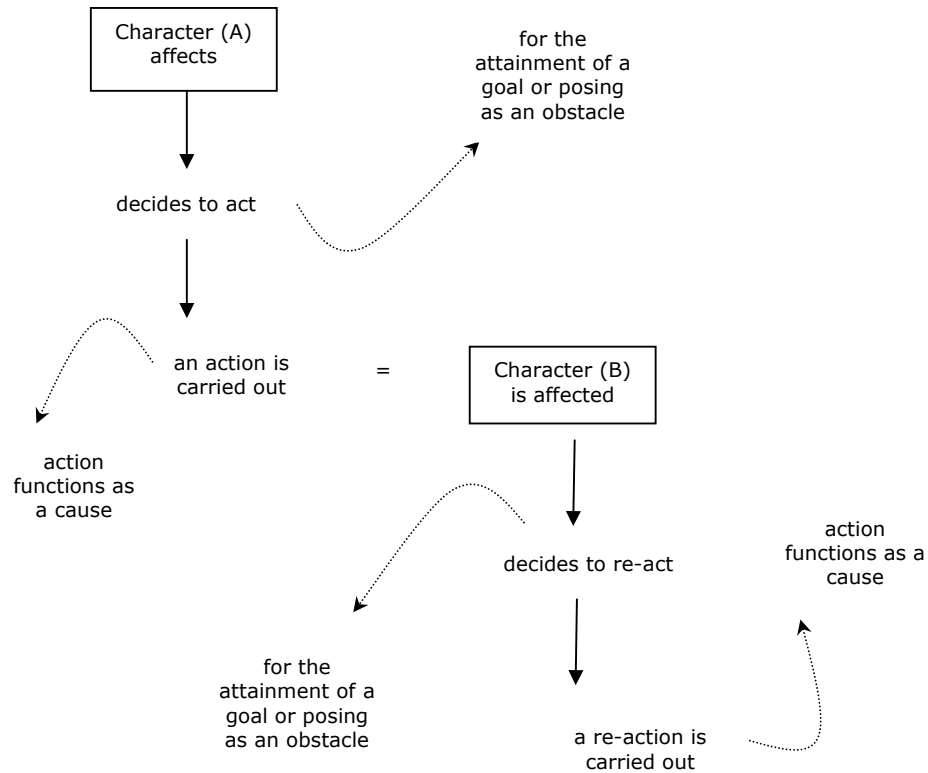 Character (A)
affects
for the
attainment of a
goal or posing
as an obstacle
decides to act
an action is
carried out
=
Character (B)
is affected
action
functions as
a cause
action
functions as a
cause
decides to re-act
for the
attainment of a
goal or posing
as an obstacle
a re-action is
carried out